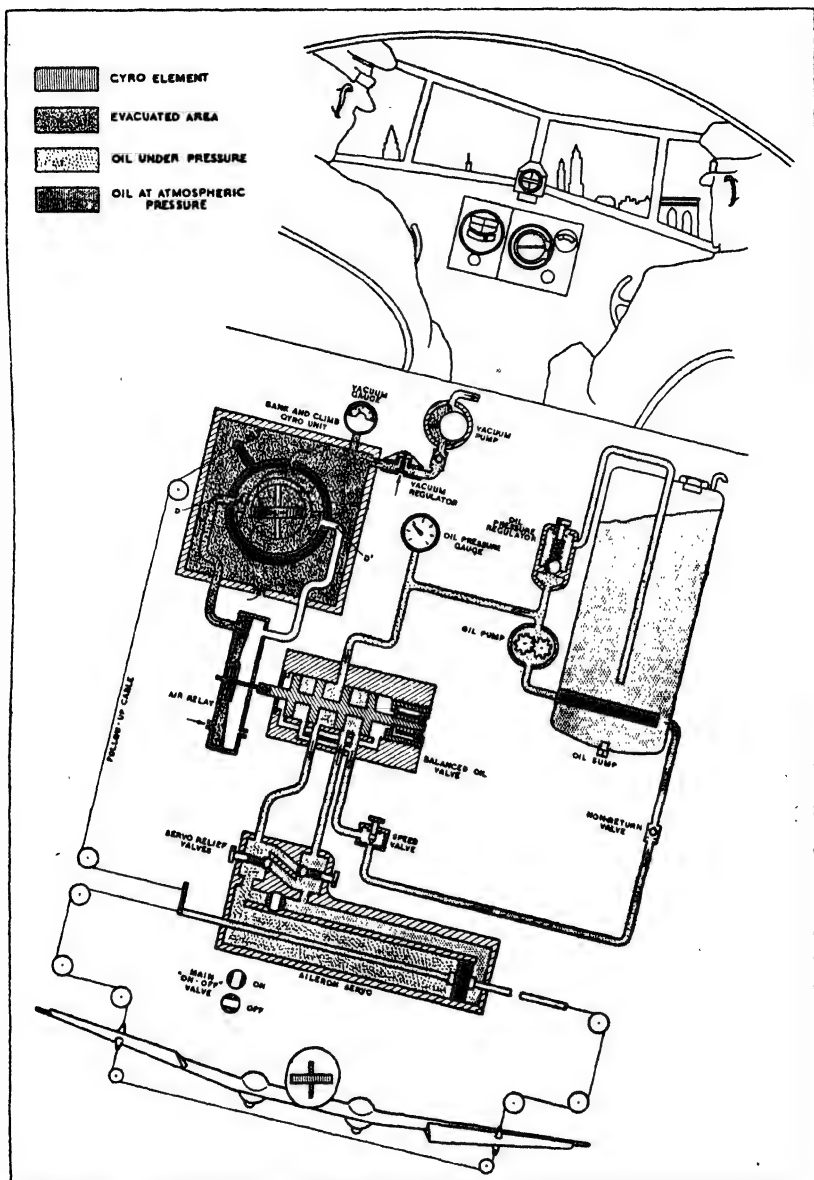 GYRO ELEMENT
EVACUATED AREA
OIL UNDER PRESSURE
OIL AT ATMOSPHERIC
PRESSURE
VACUUM
GAUGE
BANK AND CLIMB
GYRO UNIT
VACUUM
PUMP
VACUUM
REGULATOR
OIL
PRESSURE
REGULATOR
OIL PRESSURE
GAUGE
D
D'
OIL PUMP
AIR RELAY
FOLLOW-UP CABLE
OIL SUMP
BALANCED OIL
VALVE
NON-RETURN
VALVE
SPEED
VALVE
SERVO RELIEF
VALVES
MAIN
"ON-OFF"
VALVE
ON
OFF
AILERON SERVO